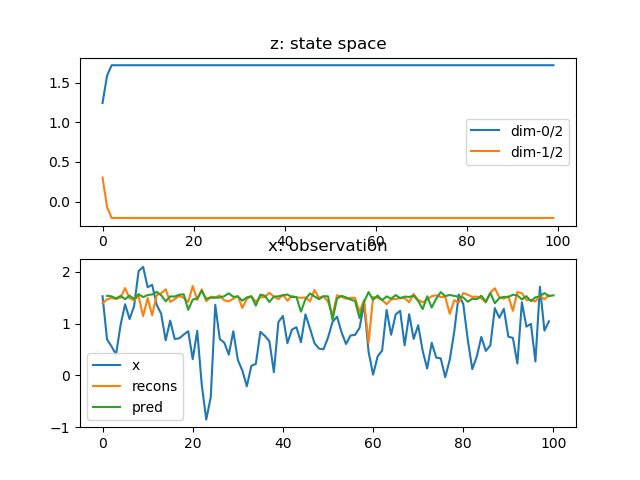 z: state space
1.5
1.0
0.5
0.0
dim-0/2
dim-1/2
0 20 40 60 80 100
x: observation
2
1
0
−1
x
recons
pred
0 20 40 60 80 100